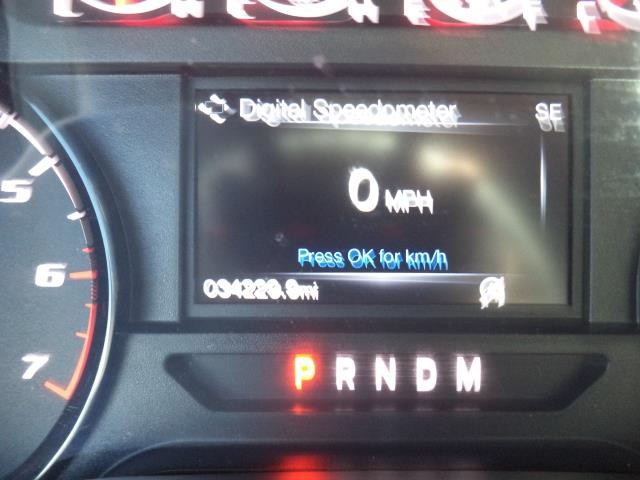 Digital Speedometer SE
5
0 MPH
6
Press OK for km/h
034229.9mi
7
P R N D M